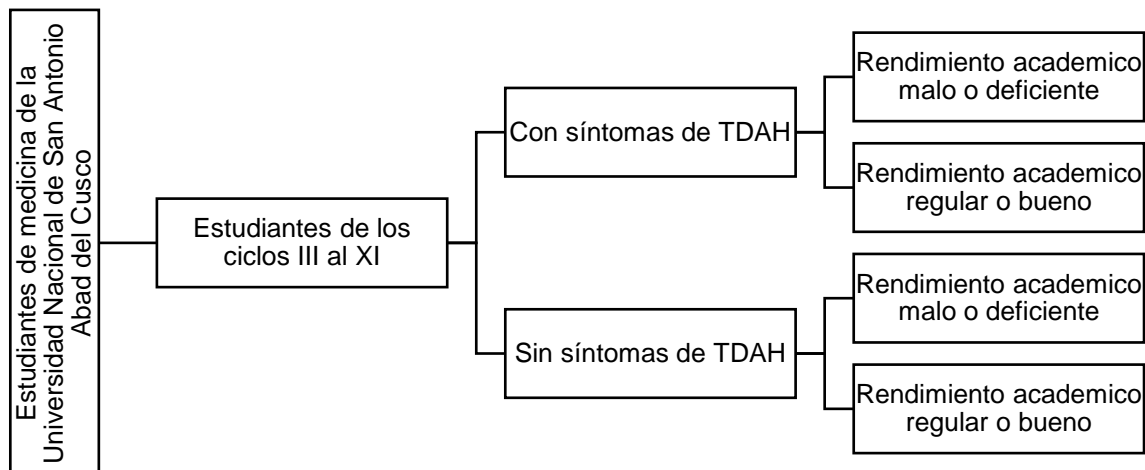 Estudiantes de medicina de la
Universidad Nacional de San Antonio
Abad del Cusco
Estudiantes de los
ciclos III al XI
Con síntomas de TDAH
Rendimiento academico
malo o deficiente
Rendimiento academico
regular o bueno
Sin síntomas de TDAH
Rendimiento academico
malo o deficiente
Rendimiento academico
regular o bueno